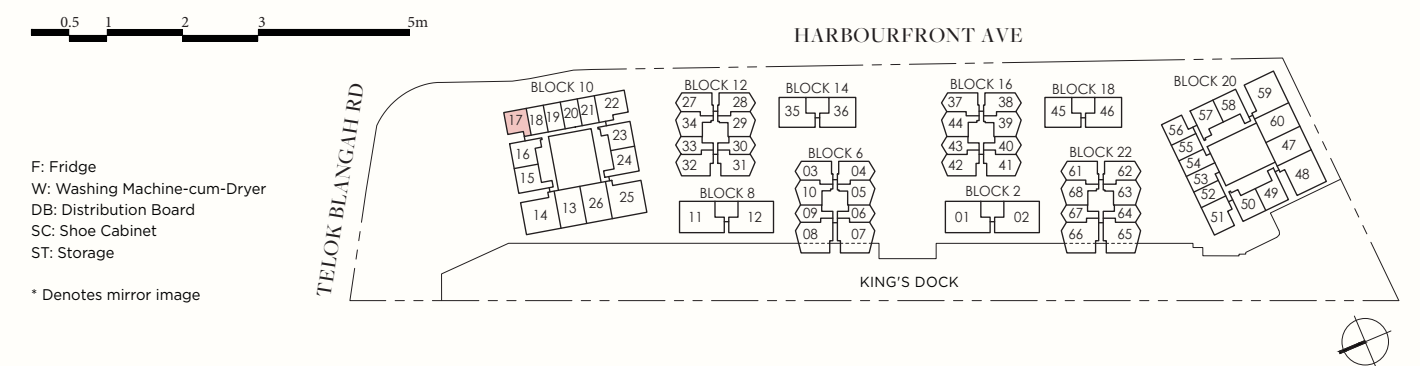 0.5 1 2 3 5m
HARBOURFRONT AVE
TELOK BLANGAH RD
F: Fridge
W: Washing Machine-cum-Dryer
DB: Distribution Board
SC: Shoe Cabinet
ST: Storage
* Denotes mirror image
BLOCK 10
17 18 19 20 21 22
16 23
15 24
14 13 26 25
BLOCK 12
27 28
34 29
33 30
32 31
BLOCK 14
35 36
BLOCK 8
11 12
BLOCK 6
03 04
10 05
09 06
08 07
BLOCK 16
37 38
44 39
43 40
42 41
BLOCK 18
45 46
BLOCK 2
01 02
BLOCK 22
61 62
68 63
67 64
66 65
BLOCK 20
56 57 58 59
55 60
54 47
53 48
52 49
51 50
KING'S DOCK